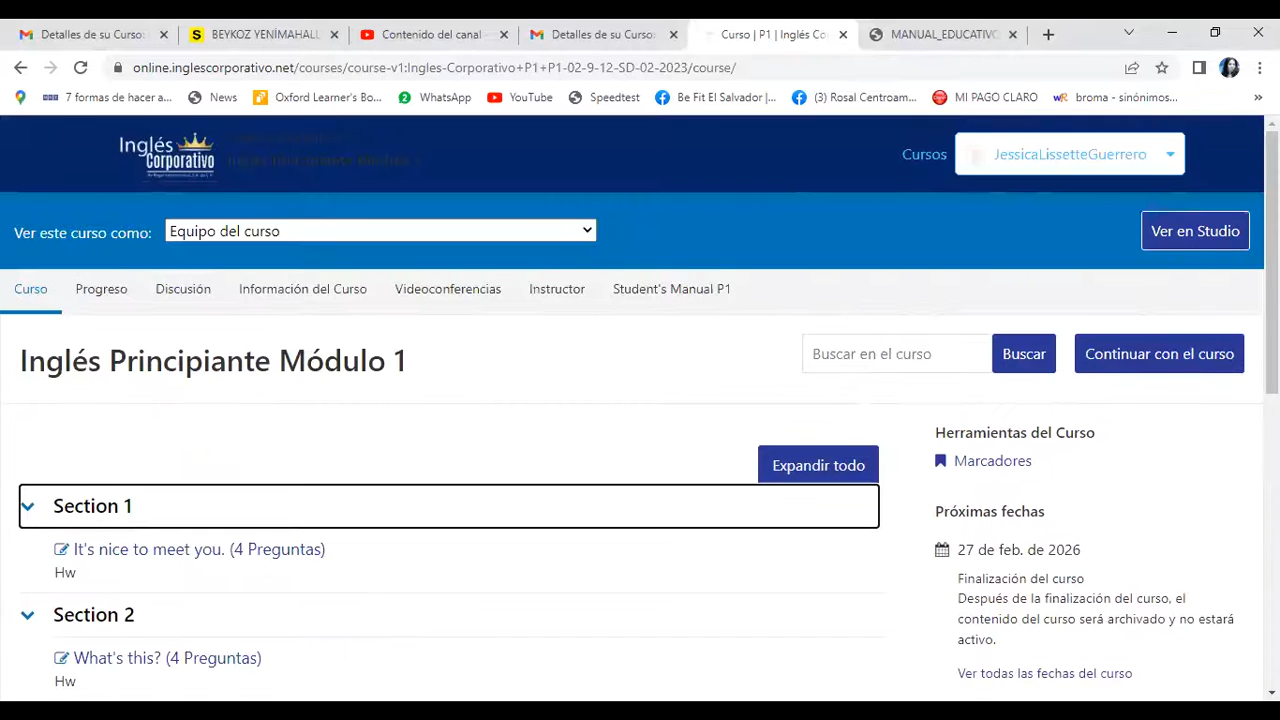 Detalles de su Curso
BEYKOZ YENİMAHALL
Contenido del canal
Detalles de su Curso
Curso | P1 | Inglés Co
MANUAL_EDUCATIVO
online.inglescorporativo.net/courses/course-v1:Ingles-Corporativo+P1+P1-02-9-12-SD-02-2023/course/
7 formas de hacer a...
News
Oxford Learner's Bo...
WhatsApp
YouTube
Speedtest
Be Fit El Salvador |...
(3) Rosal Centroam...
MI PAGO CLARO
broma - sinónimos...
»
Inglés
Corporativo
Cursos
JessicaLissetteGuerrero
Ver este curso como:
Equipo del curso
Ver en Studio
Curso
Progreso
Discusión
Información del Curso
Videoconferencias
Instructor
Student's Manual P1
Inglés Principiante Módulo 1
Buscar en el curso
Buscar
Continuar con el curso
Herramientas del Curso
Marcadores
Expandir todo
Section 1
It's nice to meet you. (4 Preguntas)
Hw
Section 2
What's this? (4 Preguntas)
Hw
Próximas fechas
27 de feb. de 2026
Finalización del curso
Después de la finalización del curso, el
contenido del curso será archivado y no estará
activo.
Ver todas las fechas del curso